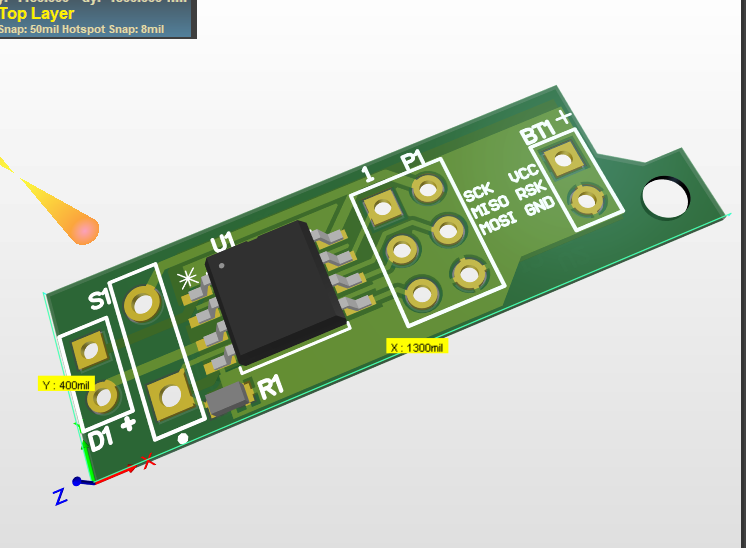 Top Layer
Snap: 50mil Hotspot Snap: 8mil
BT1 +
1 P1
SCK VCC
MISO RSK
MOSI GND
U1
S1
X : 1300mil
Y : 400mil
R1
D1 +
X
Z